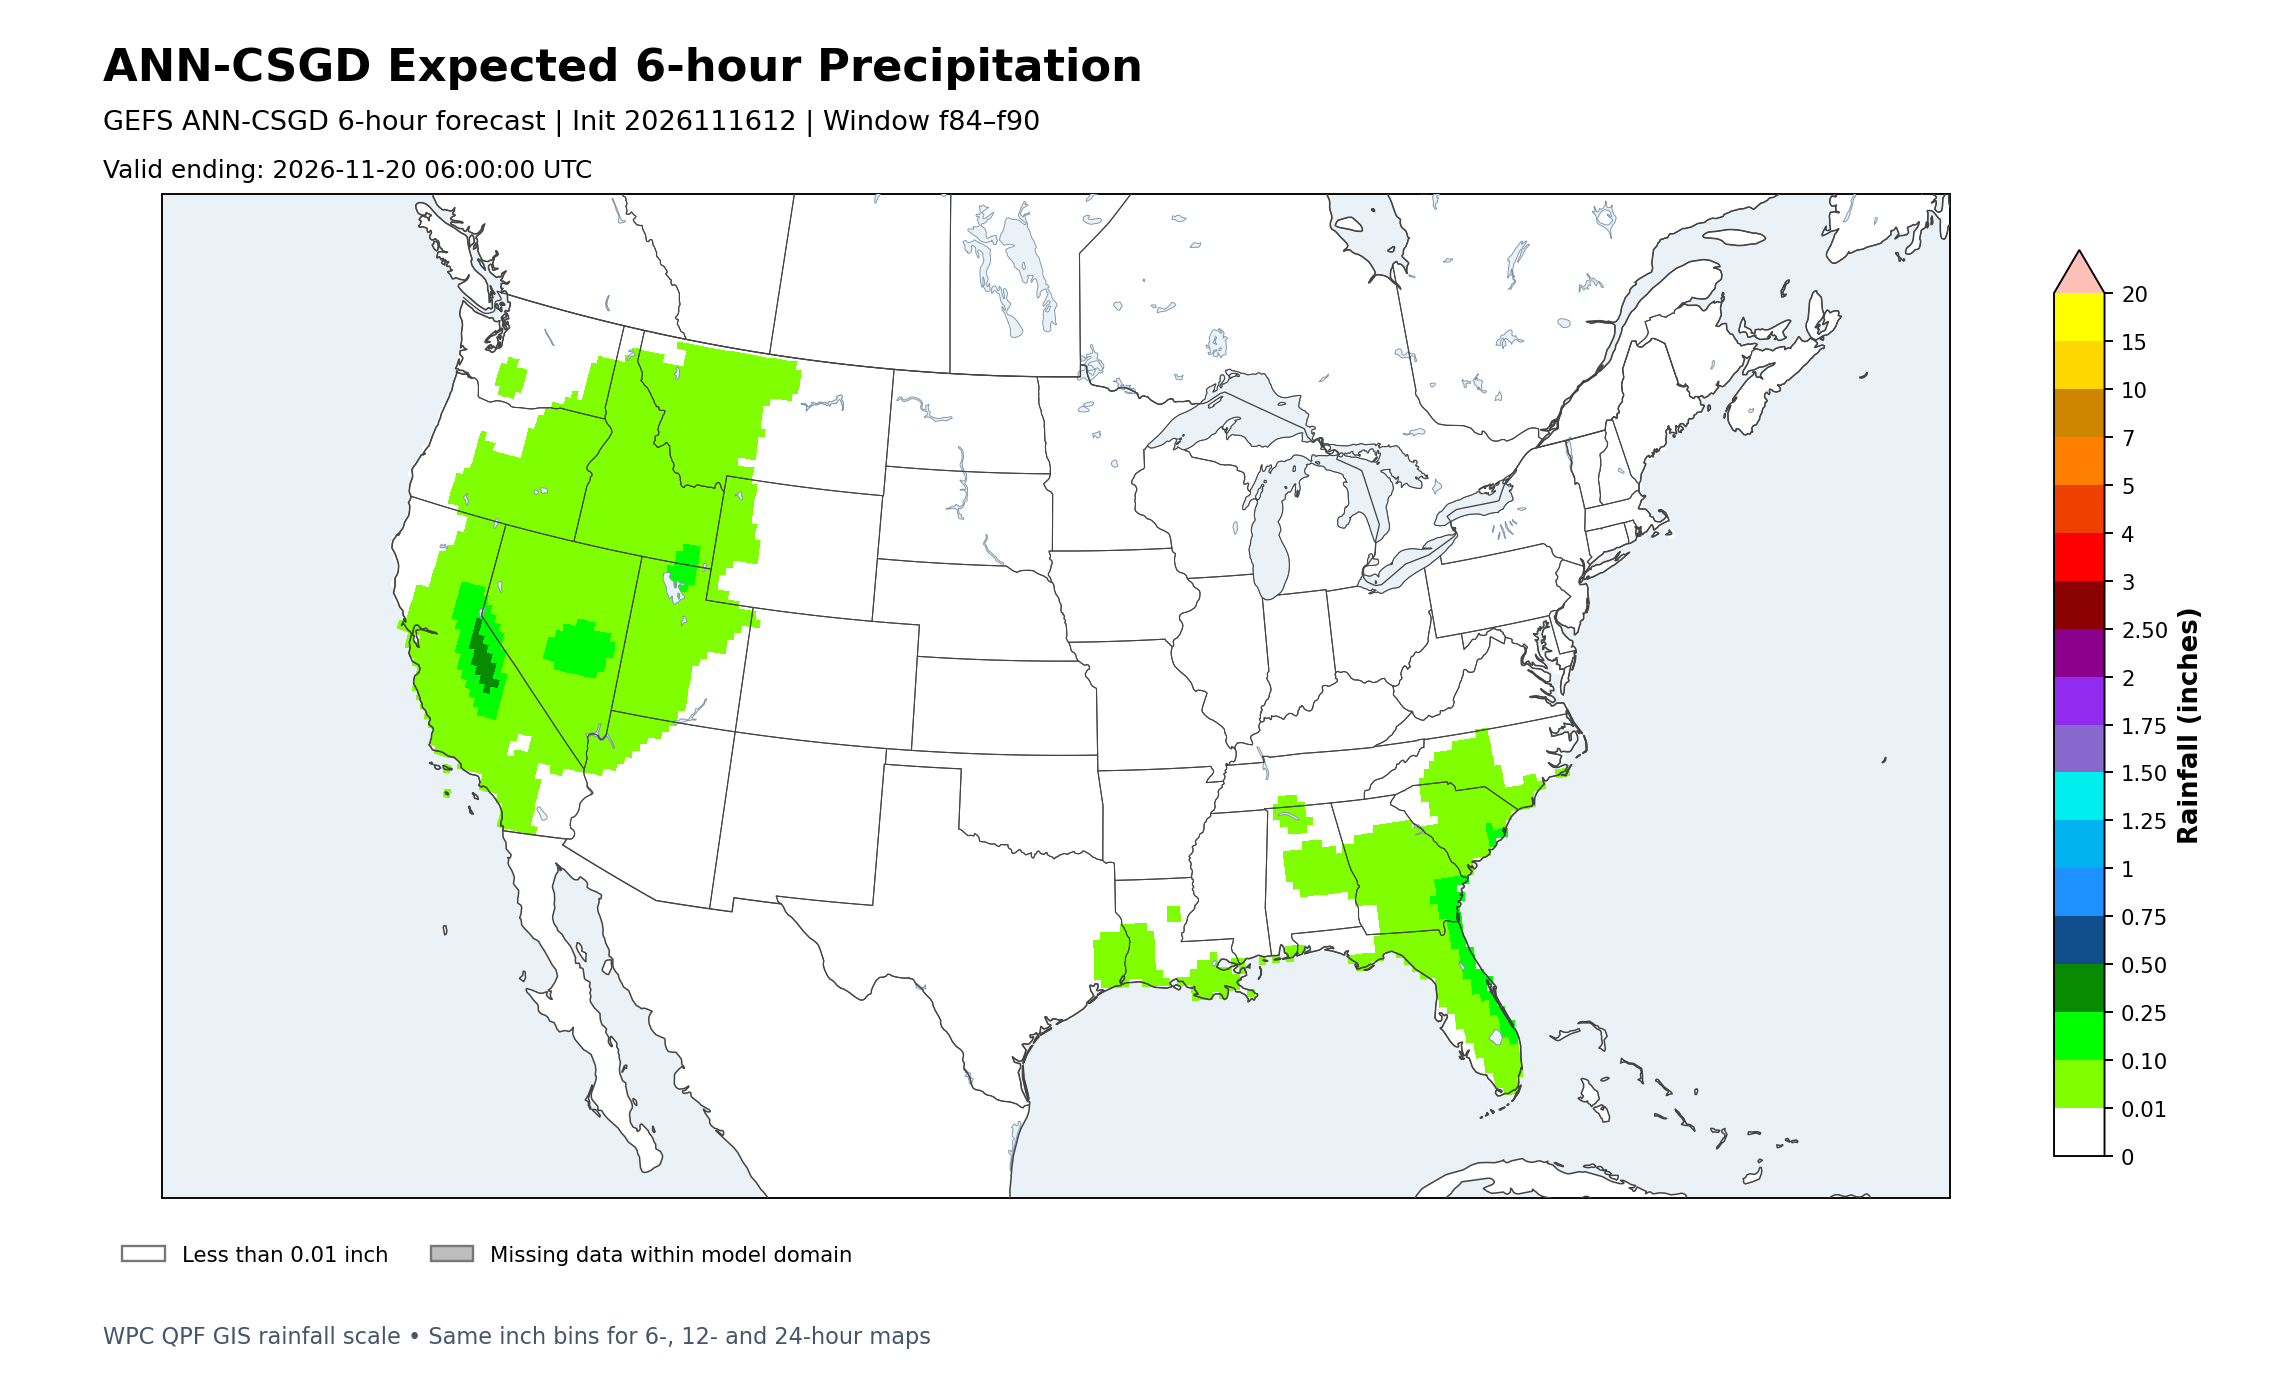 ANN-CSGD Expected 6-hour Precipitation
GEFS ANN-CSGD 6-hour forecast | Init 2026111612 | Window f84–f90
Valid ending: 2026-11-20 06:00:00 UTC
20
15
10
7
5
4
3
2.50
2
1.75
1.50
1.25
1
0.75
0.50
0.25
0.10
0.01
0
Rainfall (inches)
Less than 0.01 inch
Missing data within model domain
WPC QPF GIS rainfall scale • Same inch bins for 6-, 12- and 24-hour maps